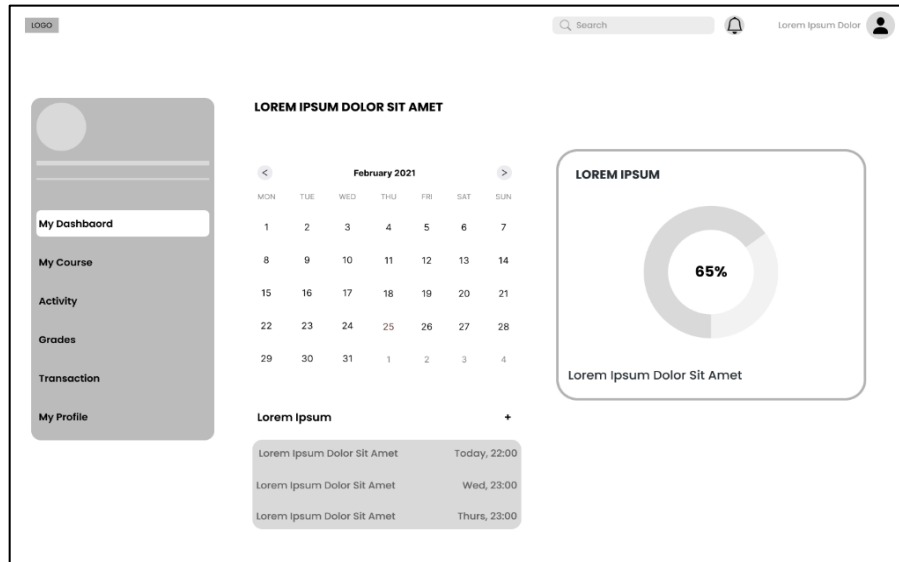 LOGO
Search
Lorem Ipsum Dolor
My Dashbaord
My Course
Activity
Grades
Transaction
My Profile
LOREM IPSUM DOLOR SIT AMET
< February 2021 >
MON TUE WED THU FRI SAT SUN
1 2 3 4 5 6 7
8 9 10 11 12 13 14
15 16 17 18 19 20 21
22 23 24 25 26 27 28
29 30 31 1 2 3 4
Lorem Ipsum +
Lorem Ipsum Dolor Sit Amet Today, 22:00
Lorem Ipsum Dolor Sit Amet Wed, 23:00
Lorem Ipsum Dolor Sit Amet Thurs, 23:00
LOREM IPSUM
65%
Lorem Ipsum Dolor Sit Amet